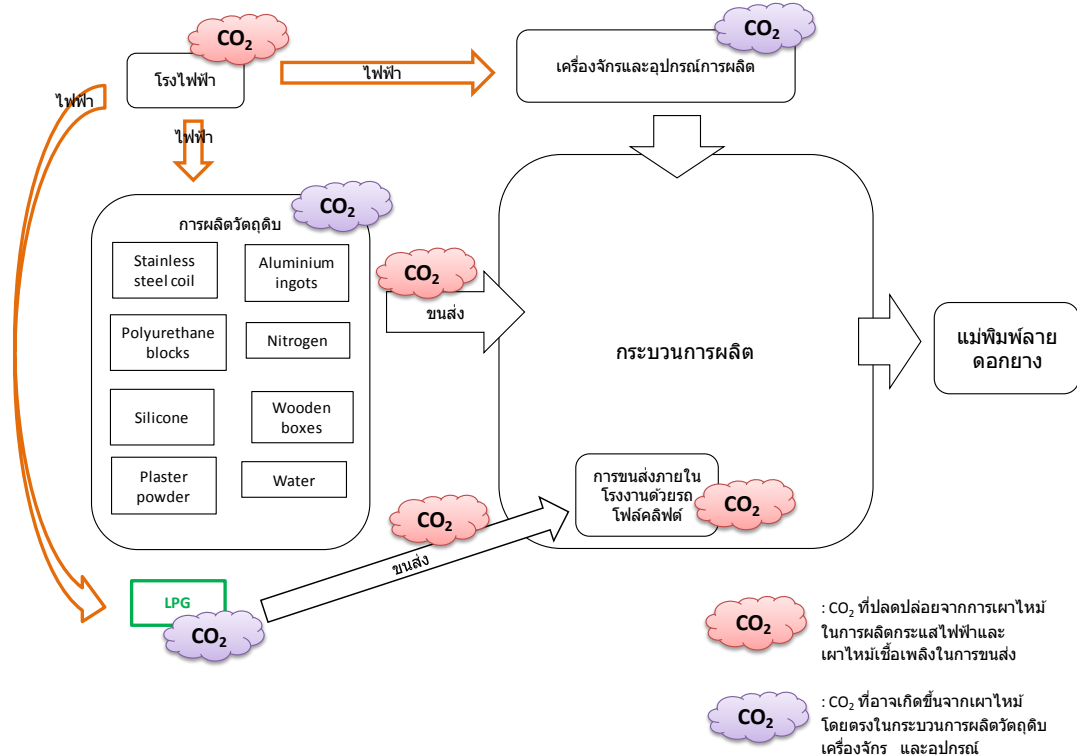 CO2
CO2
โรงไฟฟ้า
ไฟฟ้า
เครื่องจักรและอุปกรณ์การผลิต
ไฟฟ้า
ไฟฟ้า
CO2
การผลิตวัตถุดิบ
Stainless
steel coil
Aluminium
ingots
Polyurethane
blocks
Nitrogen
Silicone
Wooden
boxes
Plaster
powder
Water
CO2
ขนส่ง
กระบวนการผลิต
แม่พิมพ์ลาย
ดอกยาง
การขนส่งภายใน
โรงงานด้วยรถ
โฟล์คลิฟต์
CO2
CO2
ขนส่ง
LPG
CO2
CO2
: CO2 ที่ปลดปล่อยจากการเผาไหม้
ในการผลิตกระแสไฟฟ้าและ
เผาไหม้เชื้อเพลิงในการขนส่ง
CO2
: CO2 ที่อาจเกิดขึ้นจากเผาไหม้
โดยตรงในกระบวนการผลิตวัตถุดิบ
เครื่องจักร และอุปกรณ์